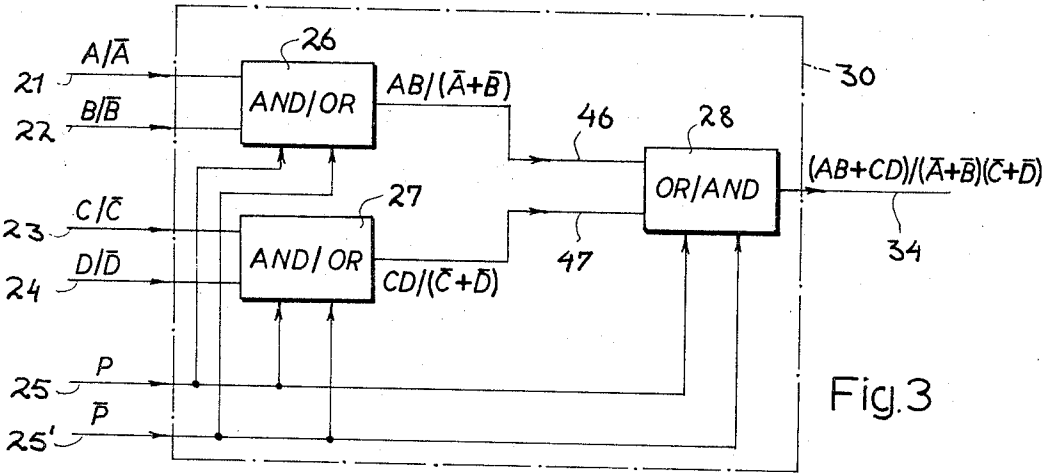 21 A/Ā
22 B/B̄
26
AND/OR
AB/(Ā+B̄)
30
46
28
OR/AND
(AB+CD)/(Ā+B̄)(C̄+D̄)
34
23 C/C̄
24 D/D̄
27
AND/OR
CD/(C̄+D̄)
47
25 P
25' P̄
Fig.3